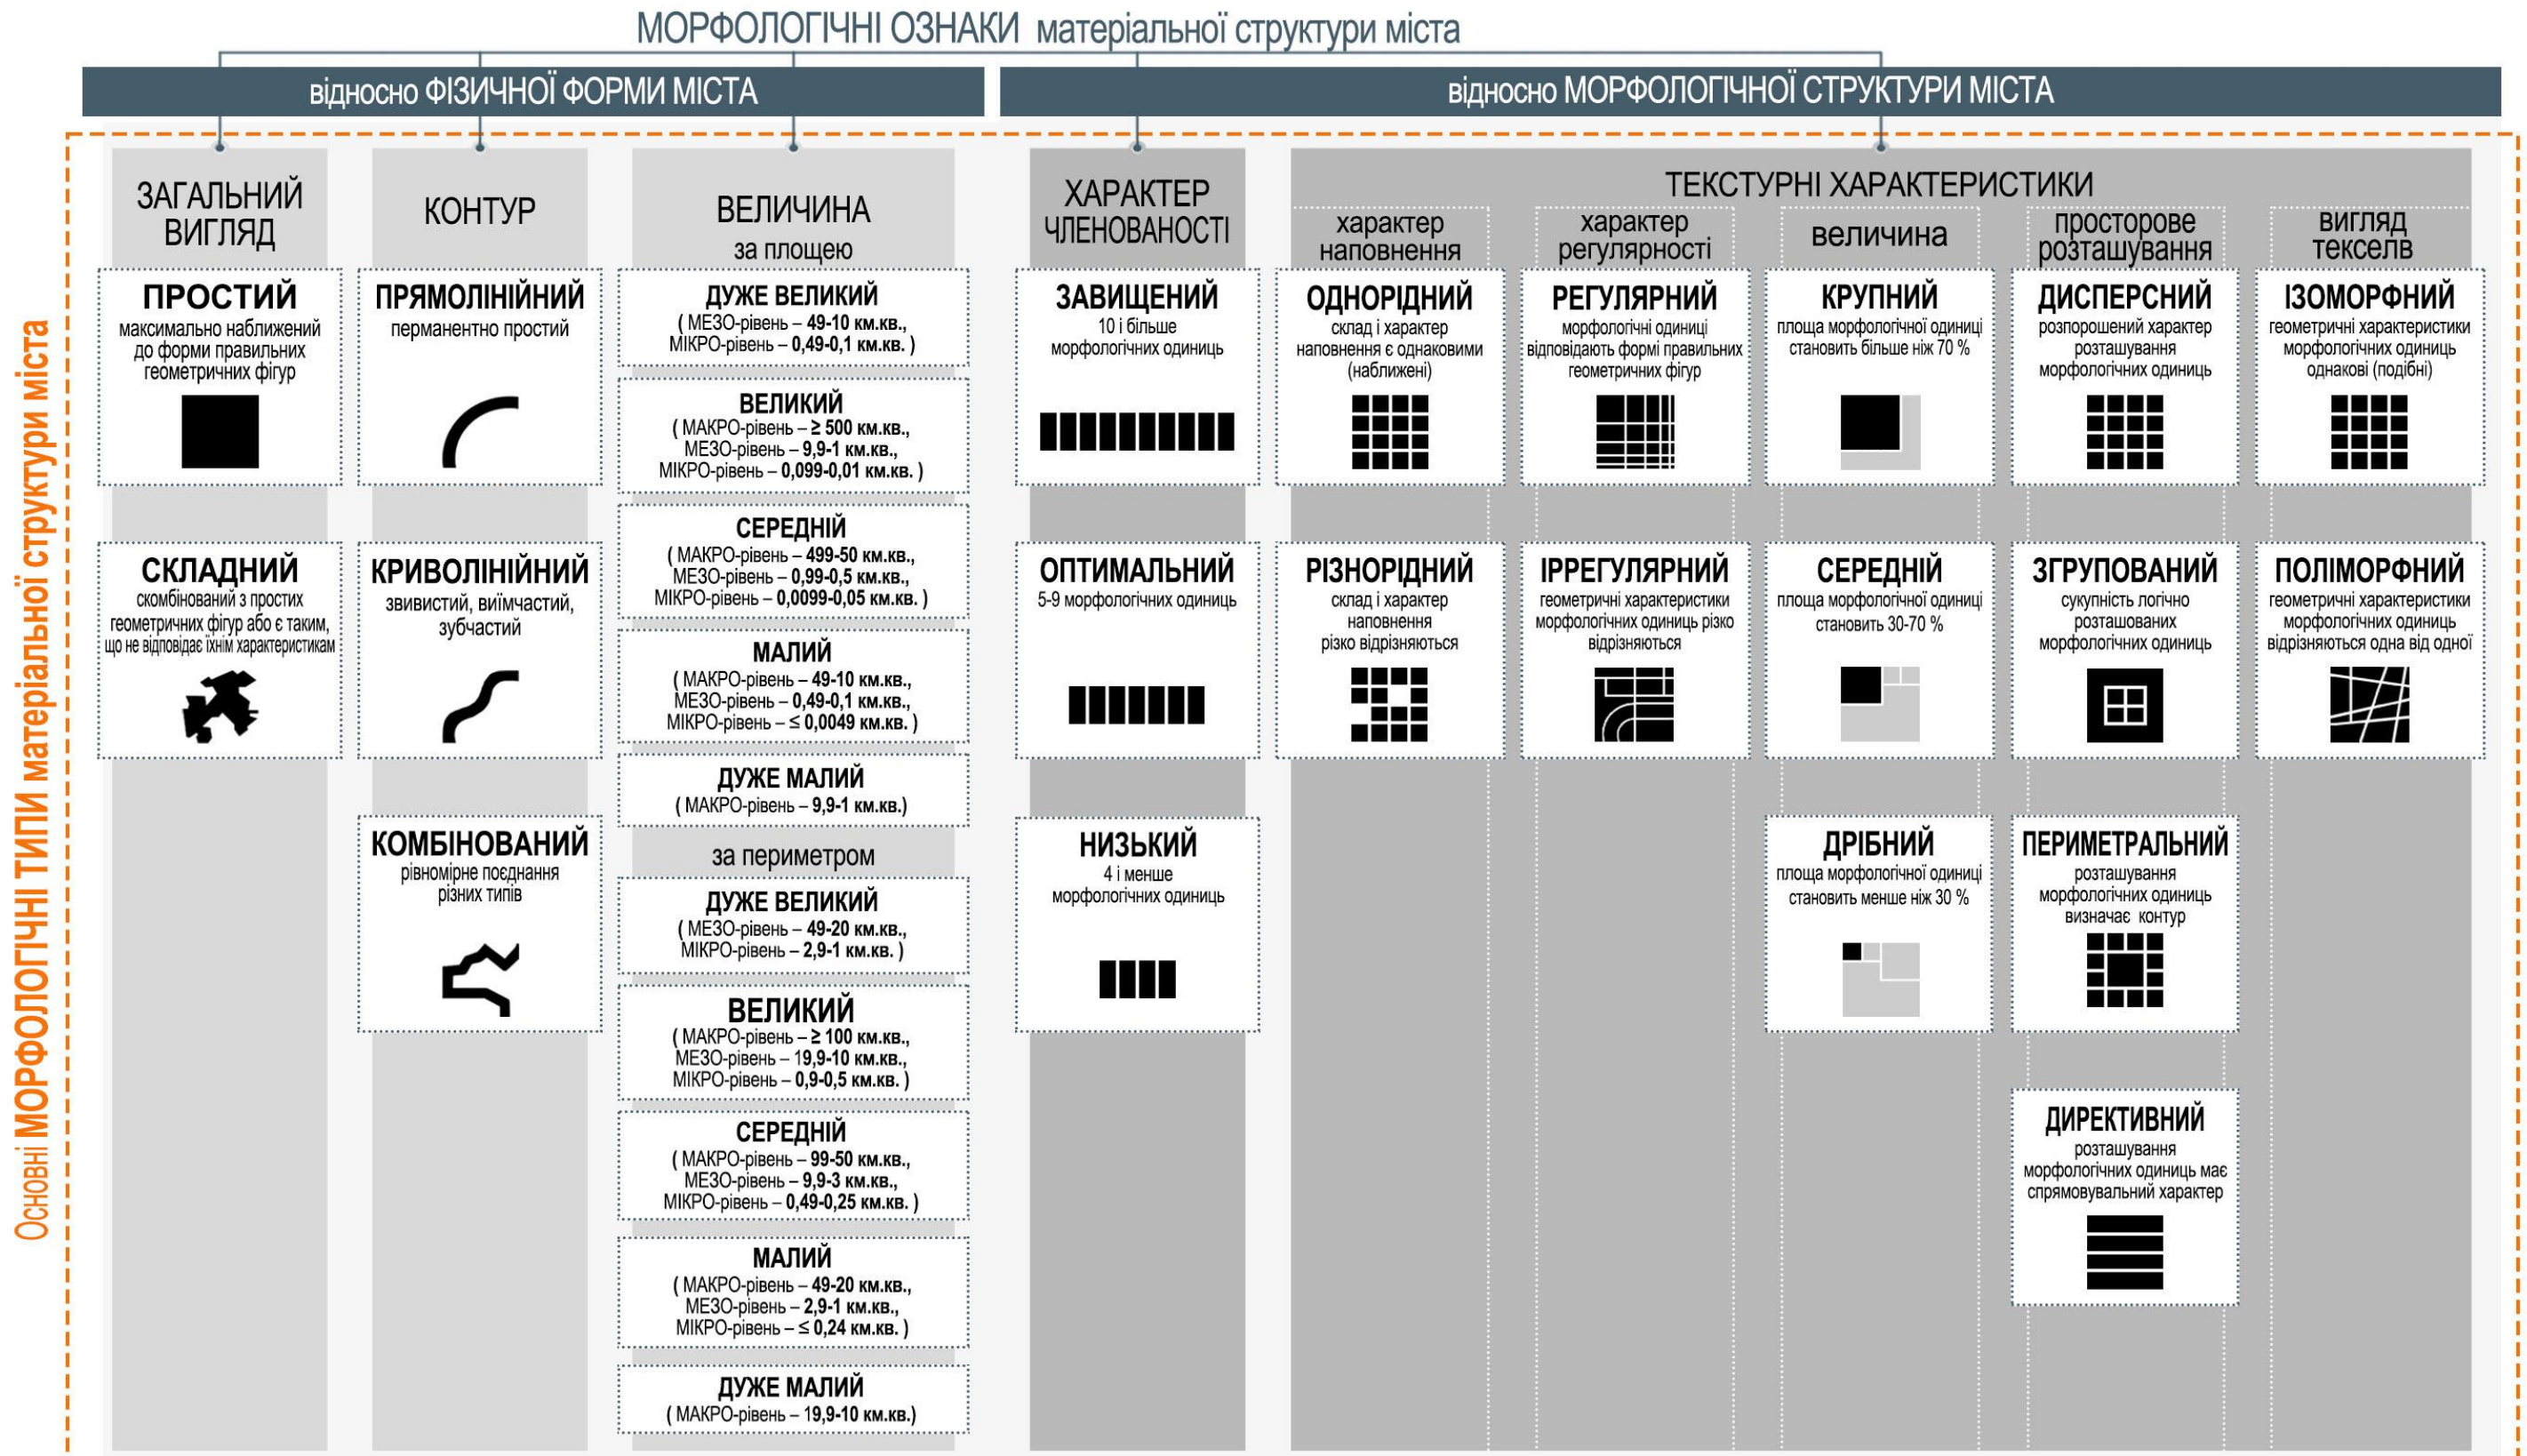 МОРФОЛОГІЧНІ ОЗНАКИ матеріальної структури міста
відносно ФІЗИЧНОЇ ФОРМИ МІСТА
відносно МОРФОЛОГІЧНОЇ СТРУКТУРИ МІСТА
Основні МОРФОЛОГІЧНІ ТИПИ матеріальної структури міста
ЗАГАЛЬНИЙ
ВИГЛЯД
ПРОСТИЙ
максимально наближений
до форми правильних
геометричних фігур
СКЛАДНИЙ
скомбінований з простих
геометричних фігур або є таким,
що не відповідає їхнім характеристикам
КОНТУР
ПРЯМОЛІНІЙНИЙ
перманентно простий
КРИВОЛІНІЙНИЙ
звивистий, виїмчастий,
зубчастий
КОМБІНОВАНИЙ
рівномірне поєднання
різних типів
ВЕЛИЧИНА
за площею
ДУЖЕ ВЕЛИКИЙ
( МЕЗО-рівень – 49-10 км.кв.,
МІКРО-рівень – 0,49-0,1 км.кв. )
ВЕЛИКИЙ
( МАКРО-рівень – ≥ 500 км.кв.,
МЕЗО-рівень – 9,9-1 км.кв.,
МІКРО-рівень – 0,099-0,01 км.кв. )
СЕРЕДНІЙ
( МАКРО-рівень – 499-50 км.кв.,
МЕЗО-рівень – 0,99-0,5 км.кв.,
МІКРО-рівень – 0,0099-0,05 км.кв. )
МАЛИЙ
( МАКРО-рівень – 49-10 км.кв.,
МЕЗО-рівень – 0,49-0,1 км.кв.,
МІКРО-рівень – ≤ 0,0049 км.кв. )
ДУЖЕ МАЛИЙ
( МАКРО-рівень – 9,9-1 км.кв.)
за периметром
ДУЖЕ ВЕЛИКИЙ
( МЕЗО-рівень – 49-20 км.кв.,
МІКРО-рівень – 2,9-1 км.кв. )
ВЕЛИКИЙ
( МАКРО-рівень – ≥ 100 км.кв.,
МЕЗО-рівень – 19,9-10 км.кв.,
МІКРО-рівень – 0,9-0,5 км.кв. )
СЕРЕДНІЙ
( МАКРО-рівень – 99-50 км.кв.,
МЕЗО-рівень – 9,9-3 км.кв.,
МІКРО-рівень – 0,49-0,25 км.кв. )
МАЛИЙ
( МАКРО-рівень – 49-20 км.кв.,
МЕЗО-рівень – 2,9-1 км.кв.,
МІКРО-рівень – ≤ 0,24 км.кв. )
ДУЖЕ МАЛИЙ
( МАКРО-рівень – 19,9-10 км.кв.)
ХАРАКТЕР
ЧЛЕНОВАНОСТІ
ЗАВИЩЕНИЙ
10 і більше
морфологічних одиниць
ОПТИМАЛЬНИЙ
5-9 морфологічних одиниць
НИЗЬКИЙ
4 і менше
морфологічних одиниць
ТЕКСТУРНІ ХАРАКТЕРИСТИКИ
характер
наповнення
ОДНОРІДНИЙ
склад і характер
наповнення є однаковими
(наближені)
РІЗНОРІДНИЙ
склад і характер
наповнення
різко відрізняються
характер
регулярності
РЕГУЛЯРНИЙ
морфологічні одиниці
відповідають формі правильних
геометричних фігур
ІРРЕГУЛЯРНИЙ
геометричні характеристики
морфологічних одиниць різко
відрізняються
величина
КРУПНИЙ
площа морфологічної одиниці
становить більше ніж 70 %
СЕРЕДНІЙ
площа морфологічної одиниці
становить 30-70 %
ДРІБНИЙ
площа морфологічної одиниці
становить менше ніж 30 %
просторове
розташування
ДИСПЕРСНИЙ
розпорошений характер
розташування
морфологічних одиниць
ЗГРУПОВАНИЙ
сукупність логічно
розташованих
морфологічних одиниць
ПЕРИМЕТРАЛЬНИЙ
розташування
морфологічних одиниць
визначає контур
ДИРЕКТИВНИЙ
розташування
морфологічних одиниць має
спрямовувальний характер
вигляд
текселв
ІЗОМОРФНИЙ
геометричні характеристики
морфологічних одиниць
однакові (подібні)
ПОЛІМОРФНИЙ
геометричні характеристики
морфологічних одиниць
відрізняються одна від одної